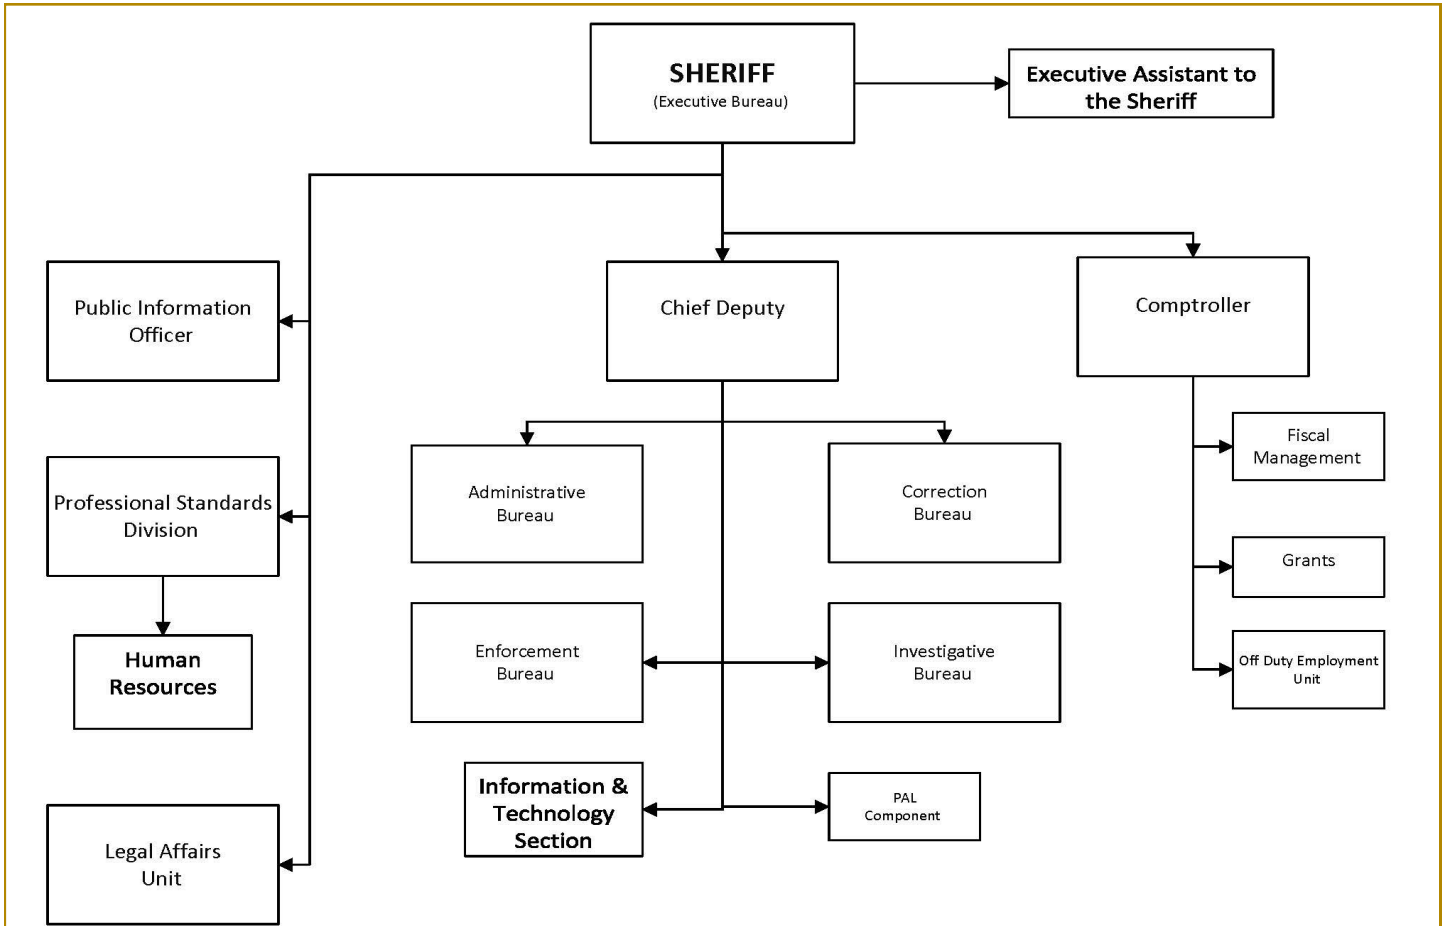 SHERIFF
(Executive Bureau)
Executive Assistant to
the Sheriff
Public Information
Officer
Chief Deputy
Comptroller
Fiscal
Management
Administrative
Bureau
Correction
Bureau
Professional Standards
Division
Grants
Human
Resources
Enforcement
Bureau
Investigative
Bureau
Off Duty Employment
Unit
Information &
Technology
Section
PAL
Component
Legal Affairs
Unit